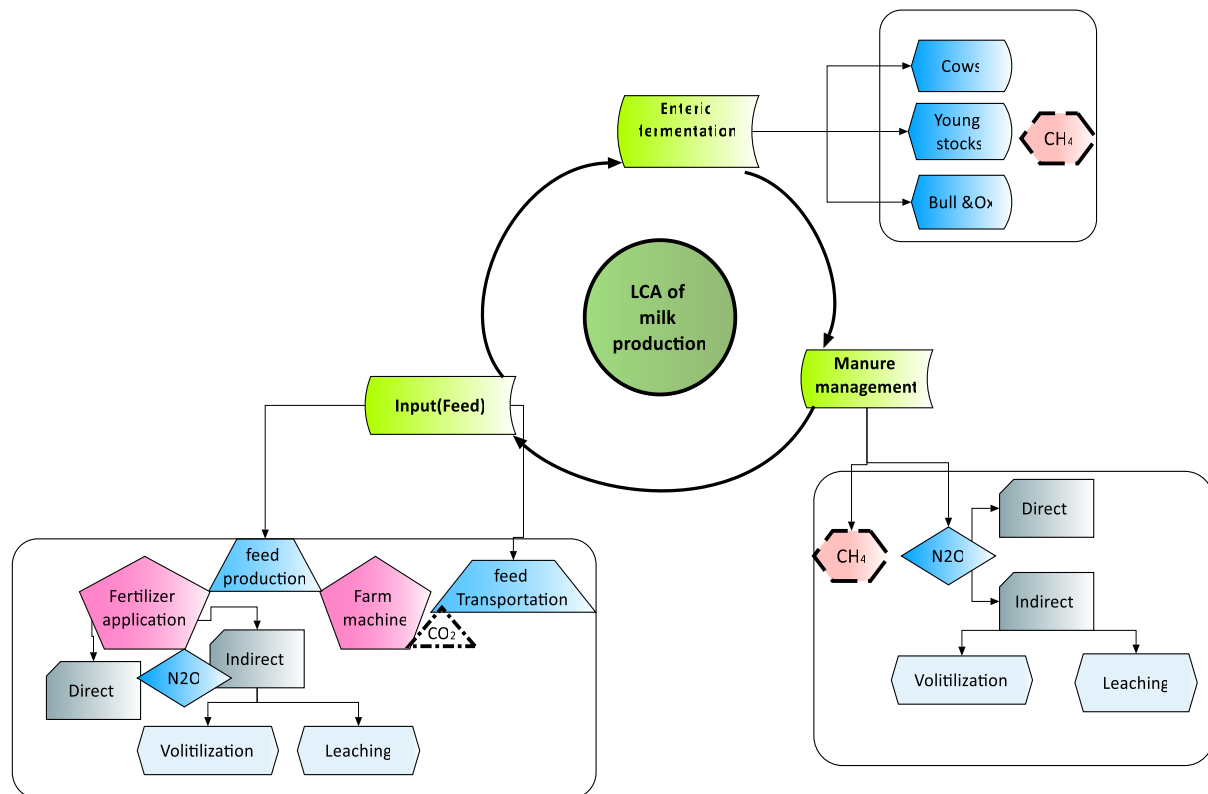 Enteric
fermentation
Cows
Young
stocks
CH₄
Bull &Ox
LCA of
milk
production
Manure
management
Input(Feed)
Direct
CH₄
N2O
Indirect
Volitilization
Leaching
feed
production
feed
Transportation
Fertilizer
application
Farm
machine
CO₂
Direct
N2O
Indirect
Volitilization
Leaching